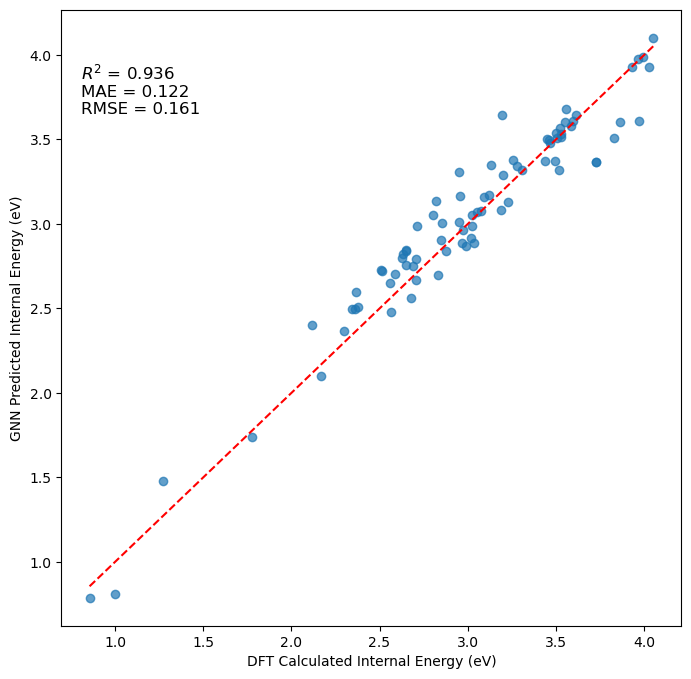 R² = 0.936
MAE = 0.122
RMSE = 0.161
GNN Predicted Internal Energy (eV)
4.0
3.5
3.0
2.5
2.0
1.5
1.0
1.0 1.5 2.0 2.5 3.0 3.5 4.0
DFT Calculated Internal Energy (eV)